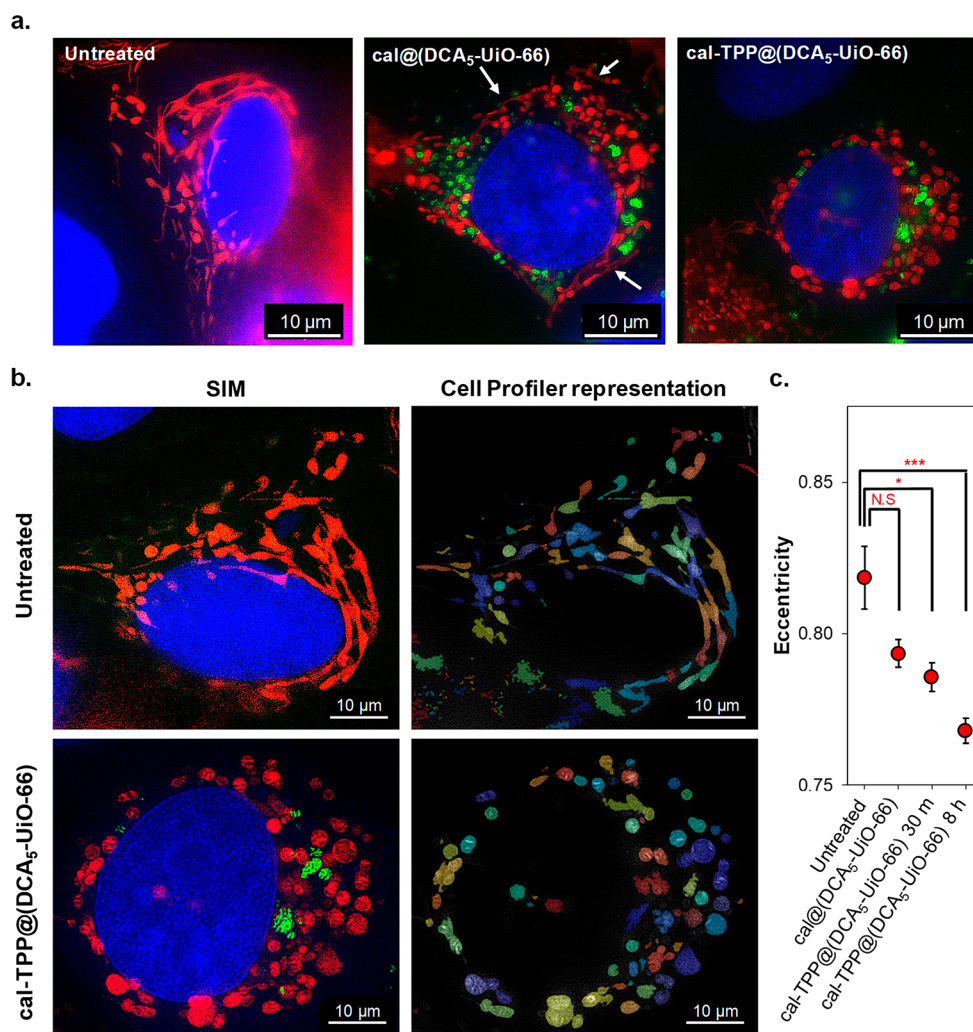 a.
Untreated
cal@(DCA₅-UiO-66)
cal-TPP@(DCA₅-UiO-66)
10 µm
10 µm
10 µm
b.
SIM
Cell Profiler representation
Untreated
10 µm
10 µm
cal-TPP@(DCA₅-UiO-66)
10 µm
10 µm
c.
Eccentricity
0.85
0.80
0.75
***
*
N.S
Untreated
cal@(DCA₅-UiO-66)
cal-TPP@(DCA₅-UiO-66) 30 m
cal-TPP@(DCA₅-UiO-66) 8 h